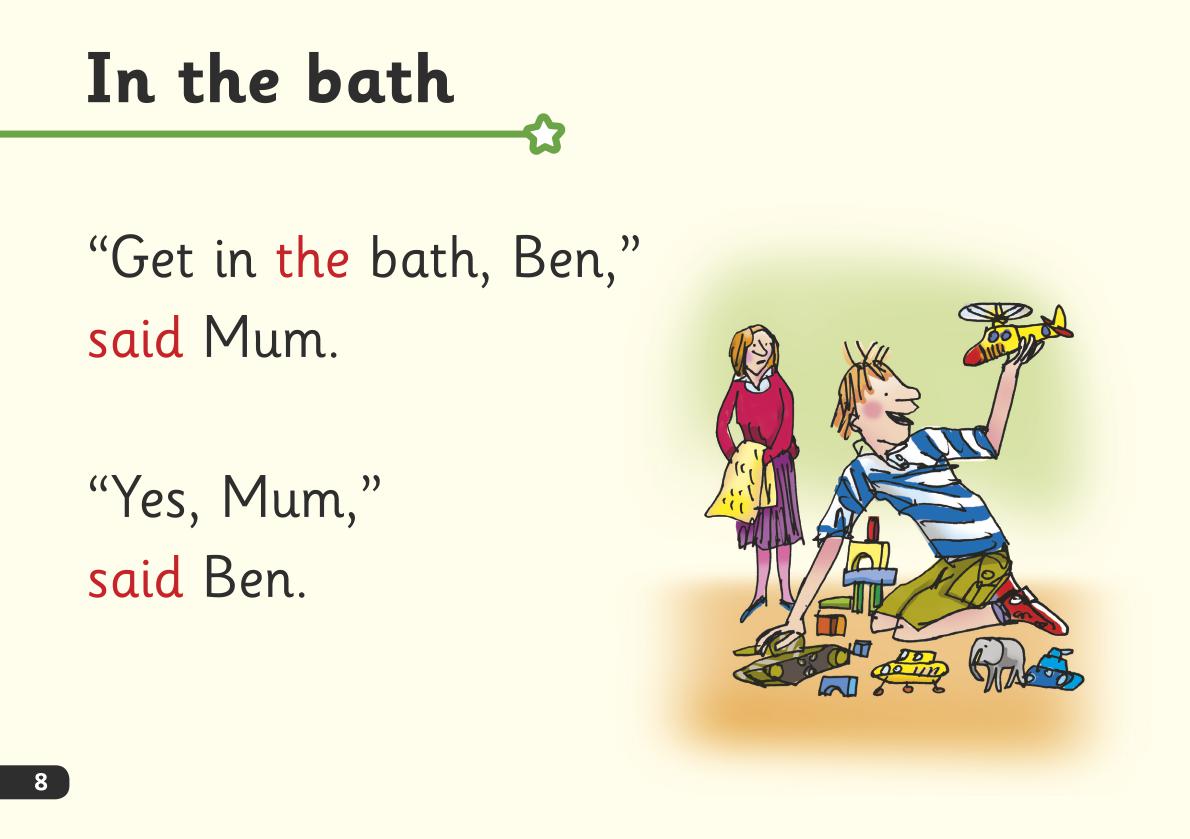 In the bath
“Get in the bath, Ben,”
said Mum.
“Yes, Mum,”
said Ben.
8